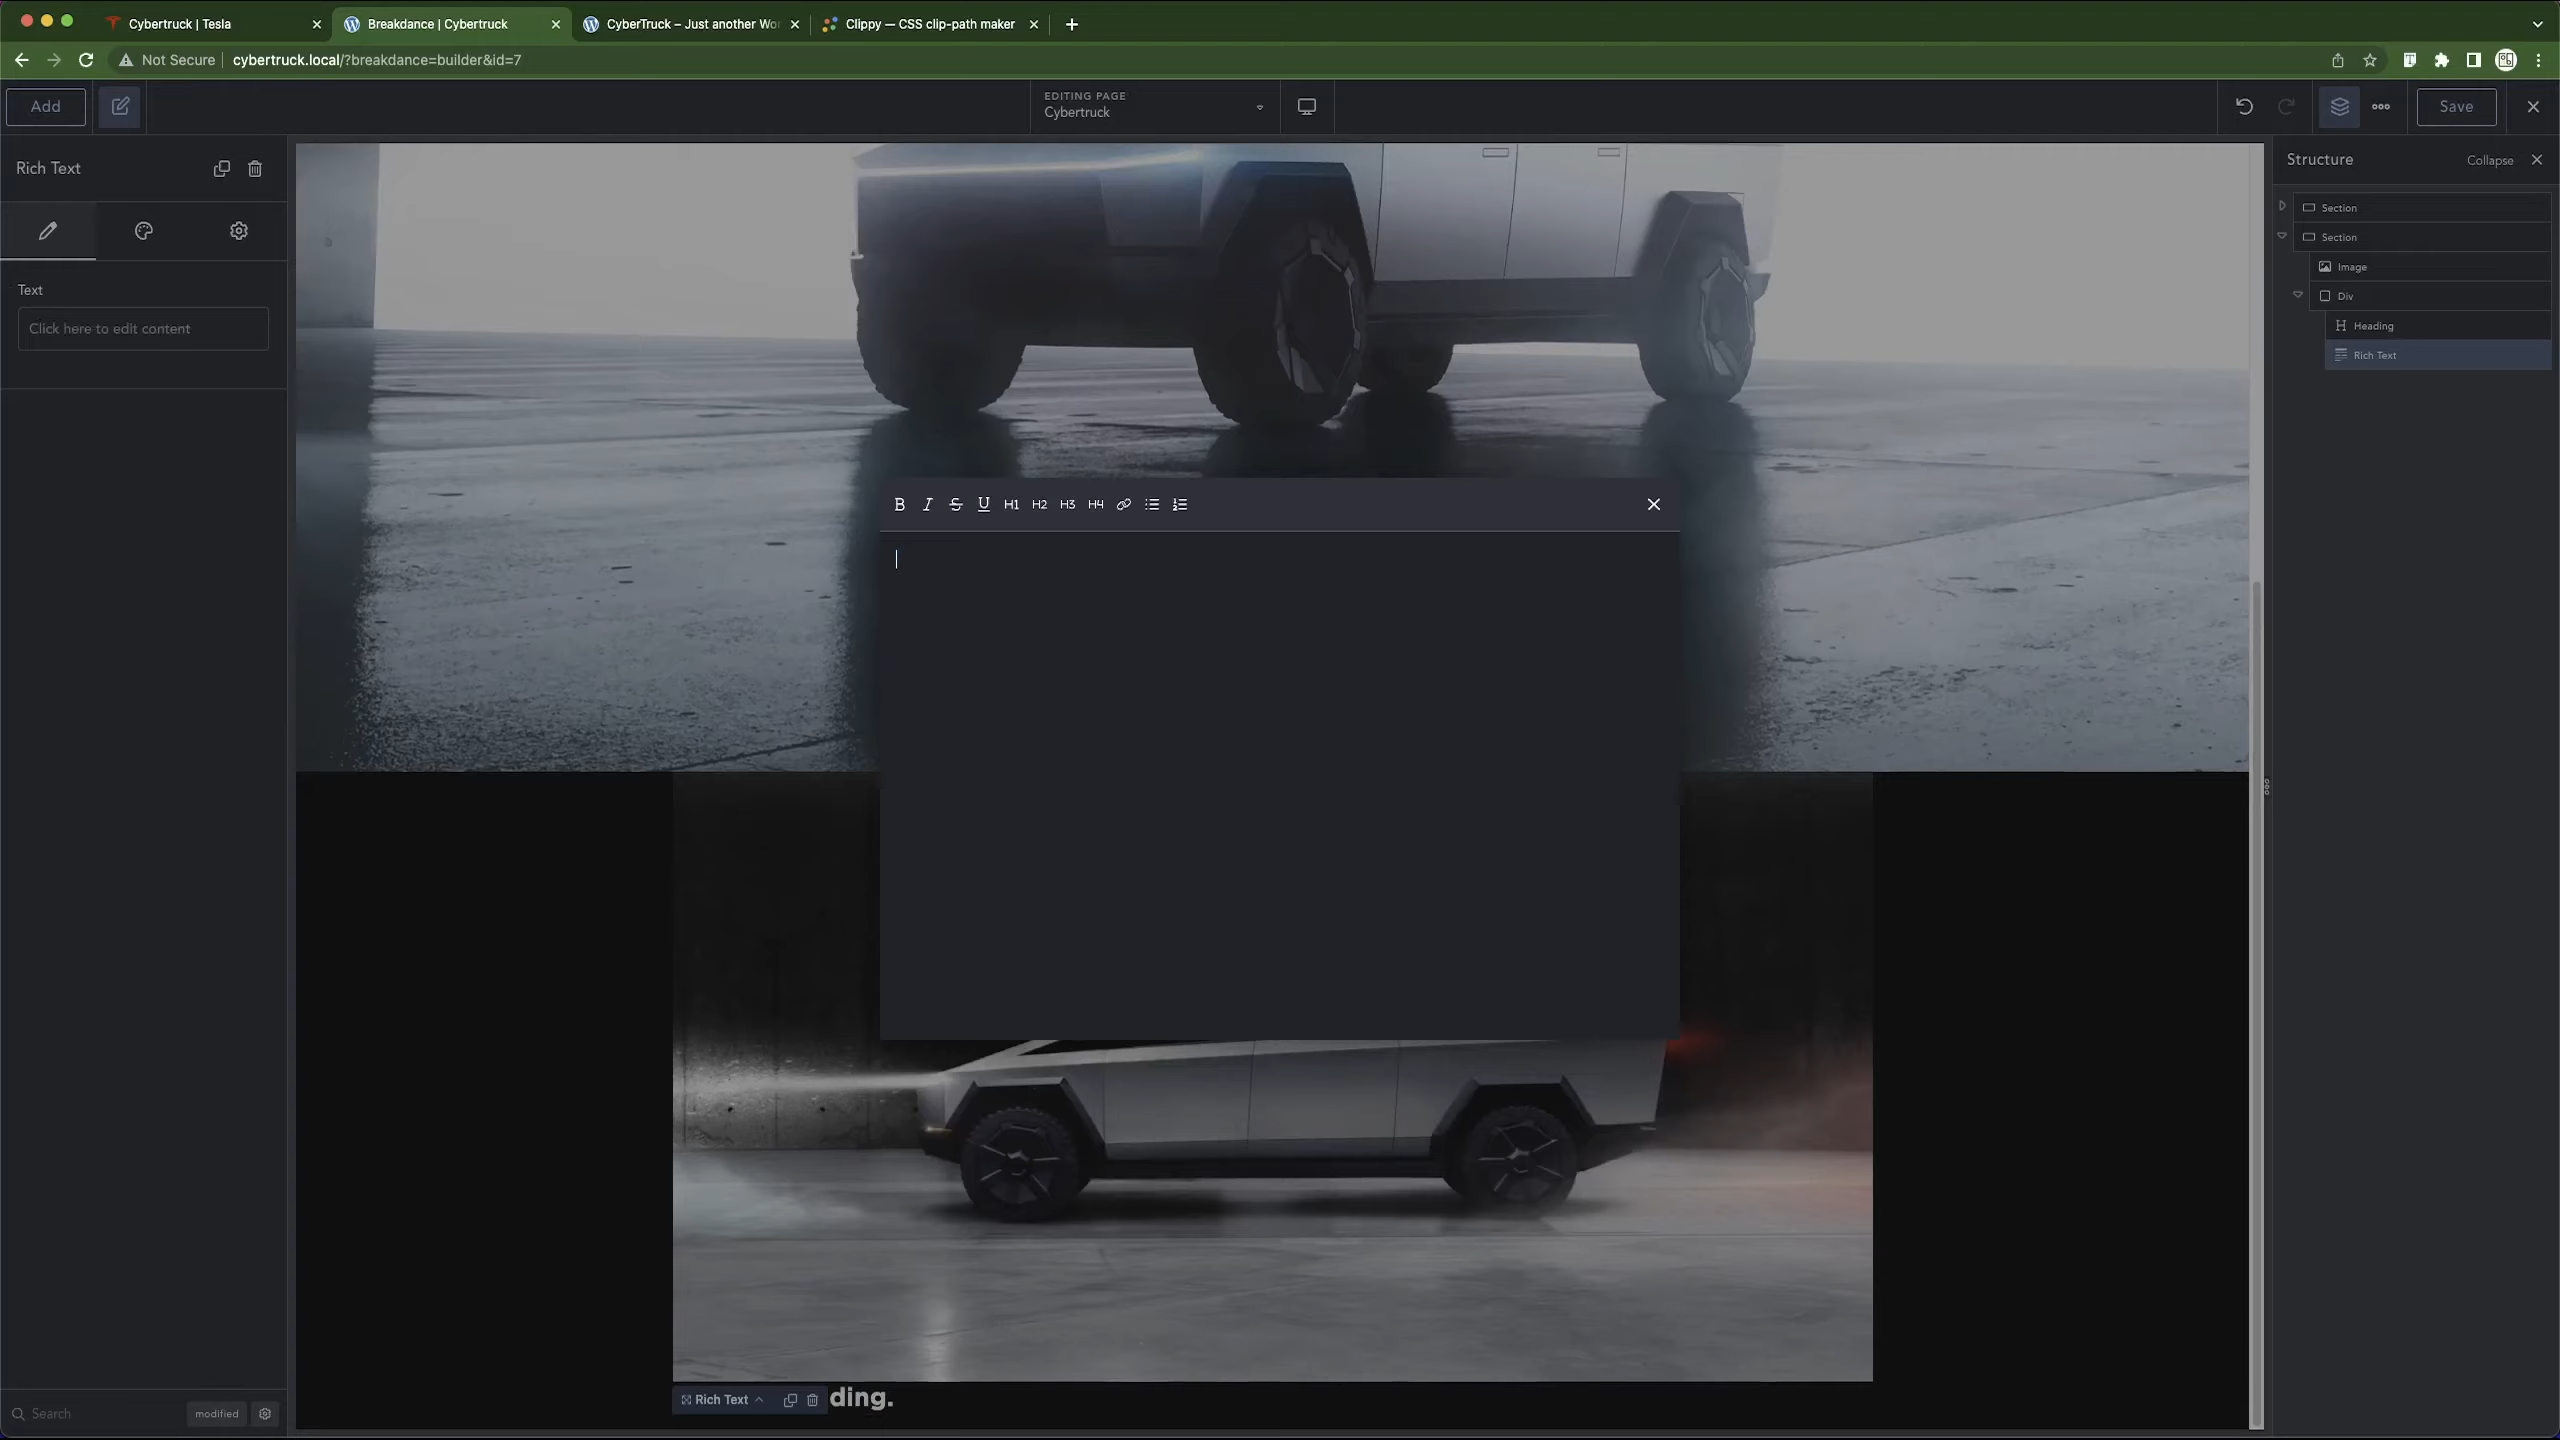 Cybertruck | Tesla
Breakdance | Cybertruck
CyberTruck – Just another Wor
Clippy — CSS clip-path maker
Not Secure
cybertruck.local/?breakdance=builder&id=7
Add
EDITING PAGE
Cybertruck
Save
Rich Text
Structure
Collapse
Section
Section
Image
Div
Heading
Rich Text
Text
Click here to edit content
B I S U H1 H2 H3 H4
Rich Text
ding.
Search
modified